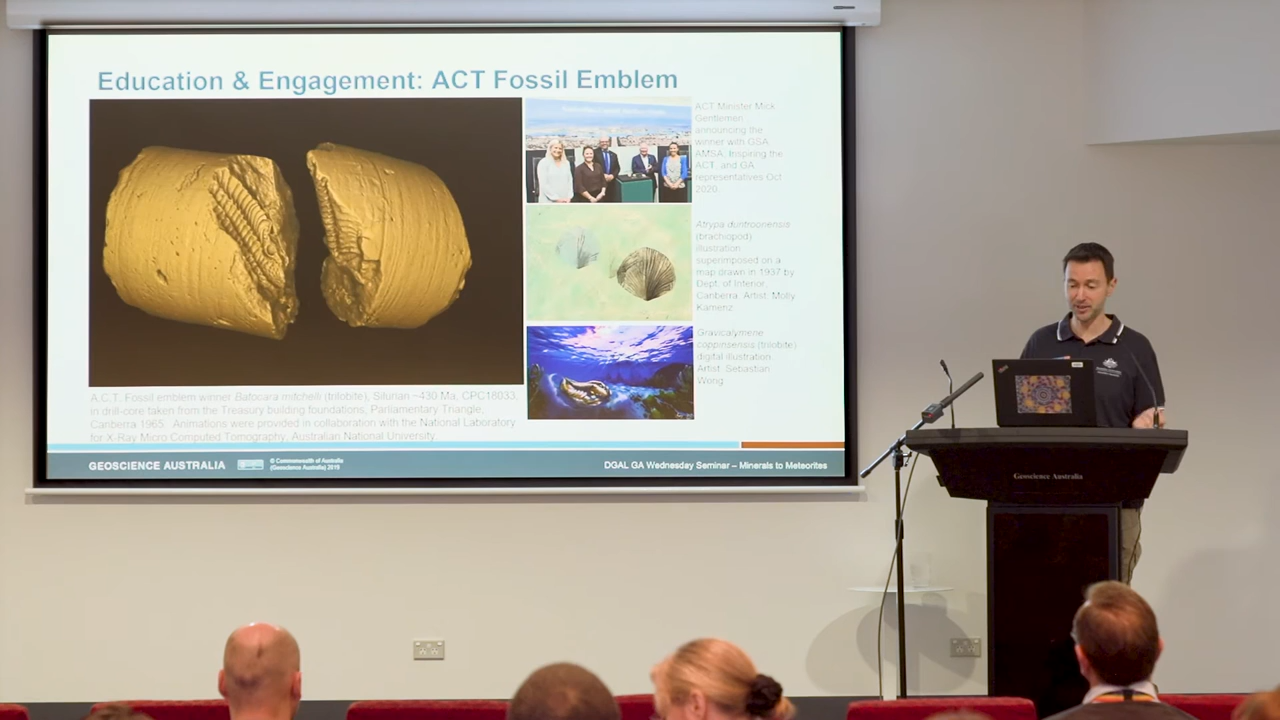 Education & Engagement: ACT Fossil Emblem
ACT Minister Mick
Gentlemen
announcing the
winner with GSA,
AMSA, Inspiring the
ACT, and GA
representatives Oct
2020.
Atrypa duntroonensis
(brachiopod)
illustration
superimposed on a
map drawn in 1937 by
Dept. of Interior,
Canberra. Artist: Molly
Kamenz
Gravicalymene
coppinsensis (trilobite)
digital illustration.
Artist: Sebastian
Wong
A.C.T. Fossil emblem winner Batocara mitchelli (trilobite), Silurian ~430 Ma, CPC18033,
in drill-core taken from the Treasury building foundations, Parliamentary Triangle,
Canberra 1965. Animations were provided in collaboration with the National Laboratory
for X-Ray Micro Computed Tomography, Australian National University.
GEOSCIENCE AUSTRALIA
© Commonwealth of Australia
(Geoscience Australia) 2019
DGAL GA Wednesday Seminar – Minerals to Meteorites
Geoscience Australia